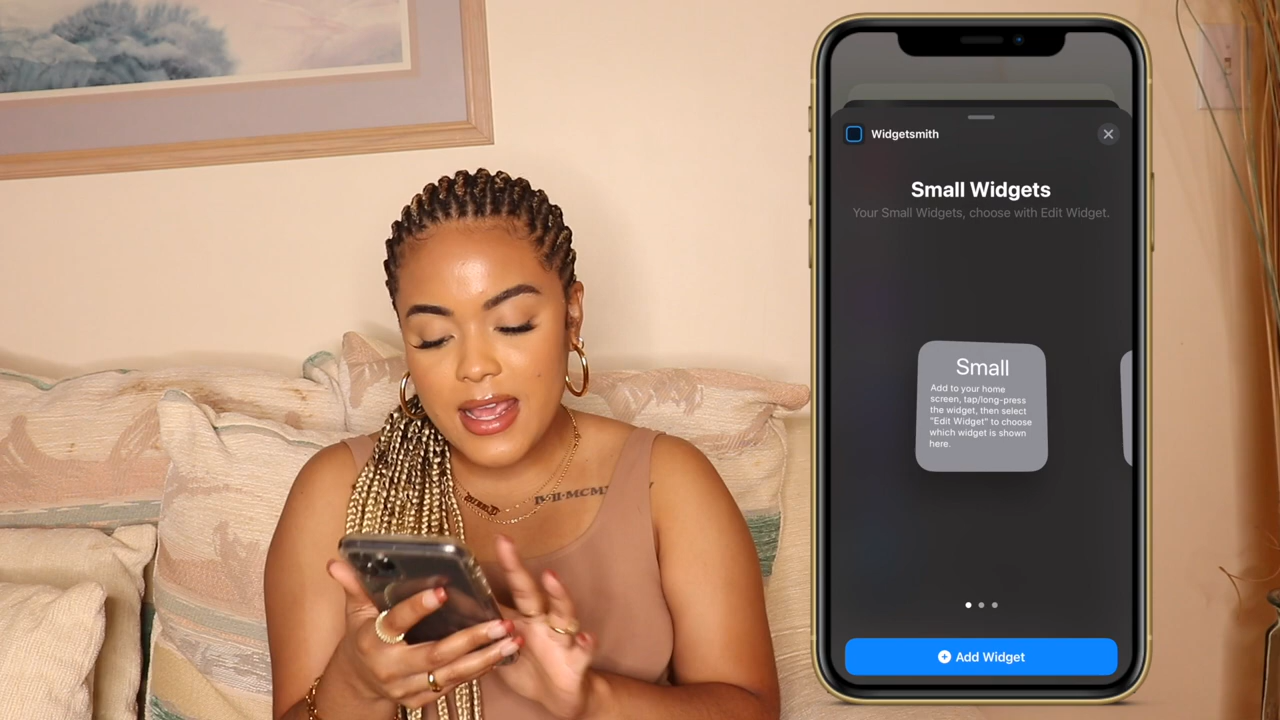 Widgetsmith
Small Widgets
Your Small Widgets, choose with Edit Widget.
Small
Add to your home
screen, tap/long-press
the widget, then select
"Edit Widget" to choose
which widget is shown
here.
Add Widget